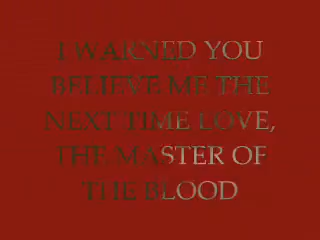 I WARNED YOU
BELIEVE ME THE
NEXT TIME LOVE,
THE MASTER OF
THE BLOOD